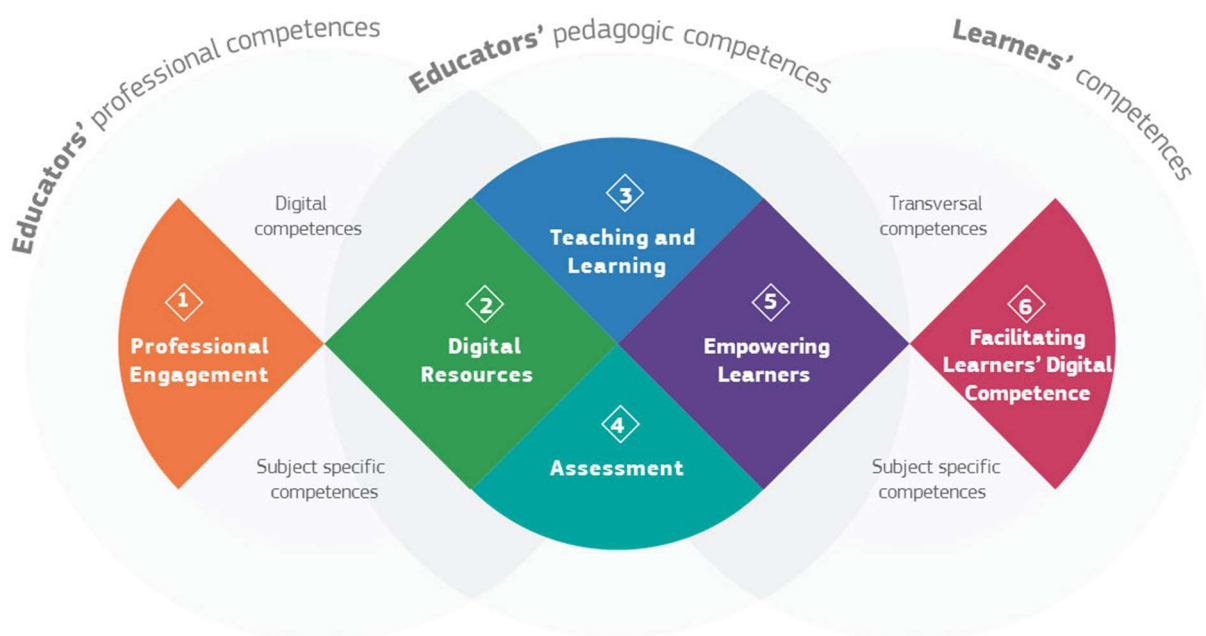 Educators' professional competences
Educators' pedagogic competences
Learners' competences
Digital
competences
Transversal
competences
1
Professional
Engagement
2
Digital
Resources
3
Teaching and
Learning
4
Assessment
5
Empowering
Learners
6
Facilitating
Learners' Digital
Competence
Subject specific
competences
Subject specific
competences